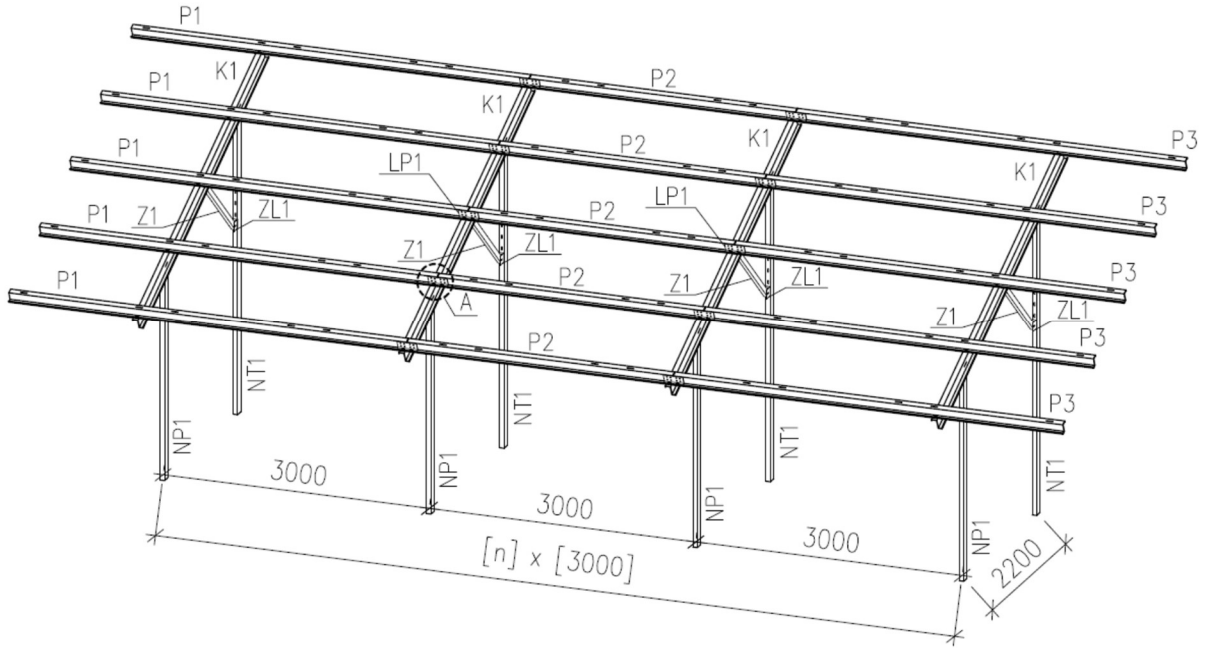 P1
P1
K1
P2
K1
P1
LP1
P2
K1
P3
P1
Z1
ZL1
LP1
P2
K1
P3
P1
Z1
ZL1
A
P2
Z1
ZL1
P3
P2
Z1
ZL1
P3
P3
NT1
NP1
NT1
NP1
NT1
NP1
NT1
NP1
3000
3000
3000
[n] x [3000]
2200